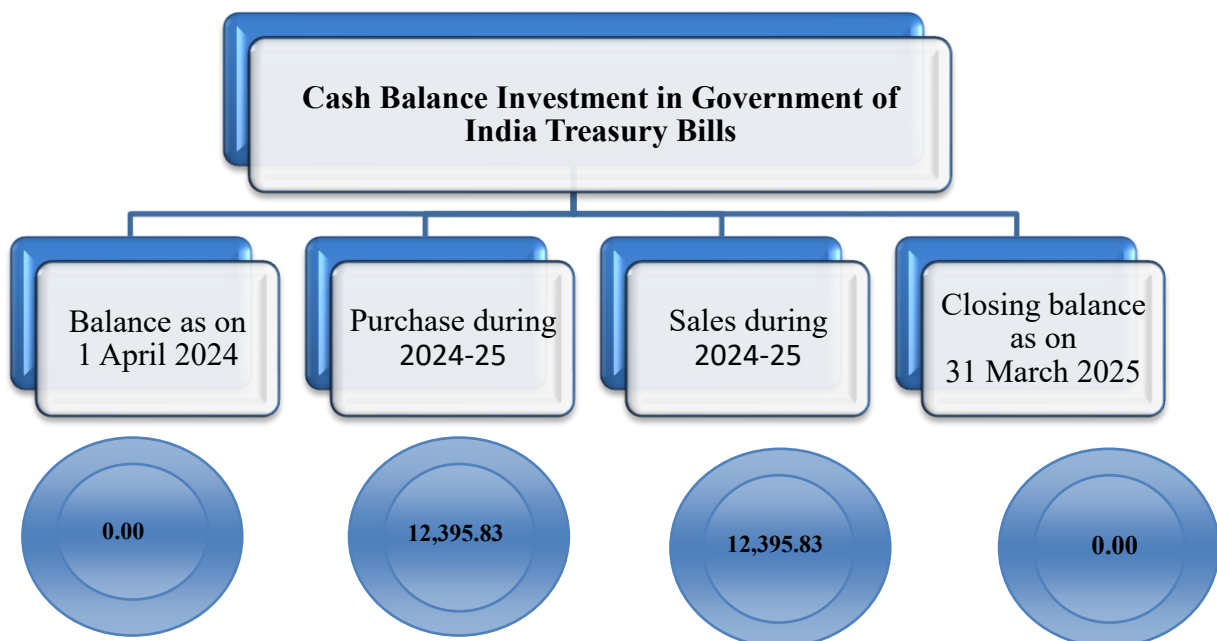 Cash Balance Investment in Government of
India Treasury Bills
Balance as on
1 April 2024
Purchase during
2024-25
Sales during
2024-25
Closing balance
as on
31 March 2025
0.00
12,395.83
12,395.83
0.00